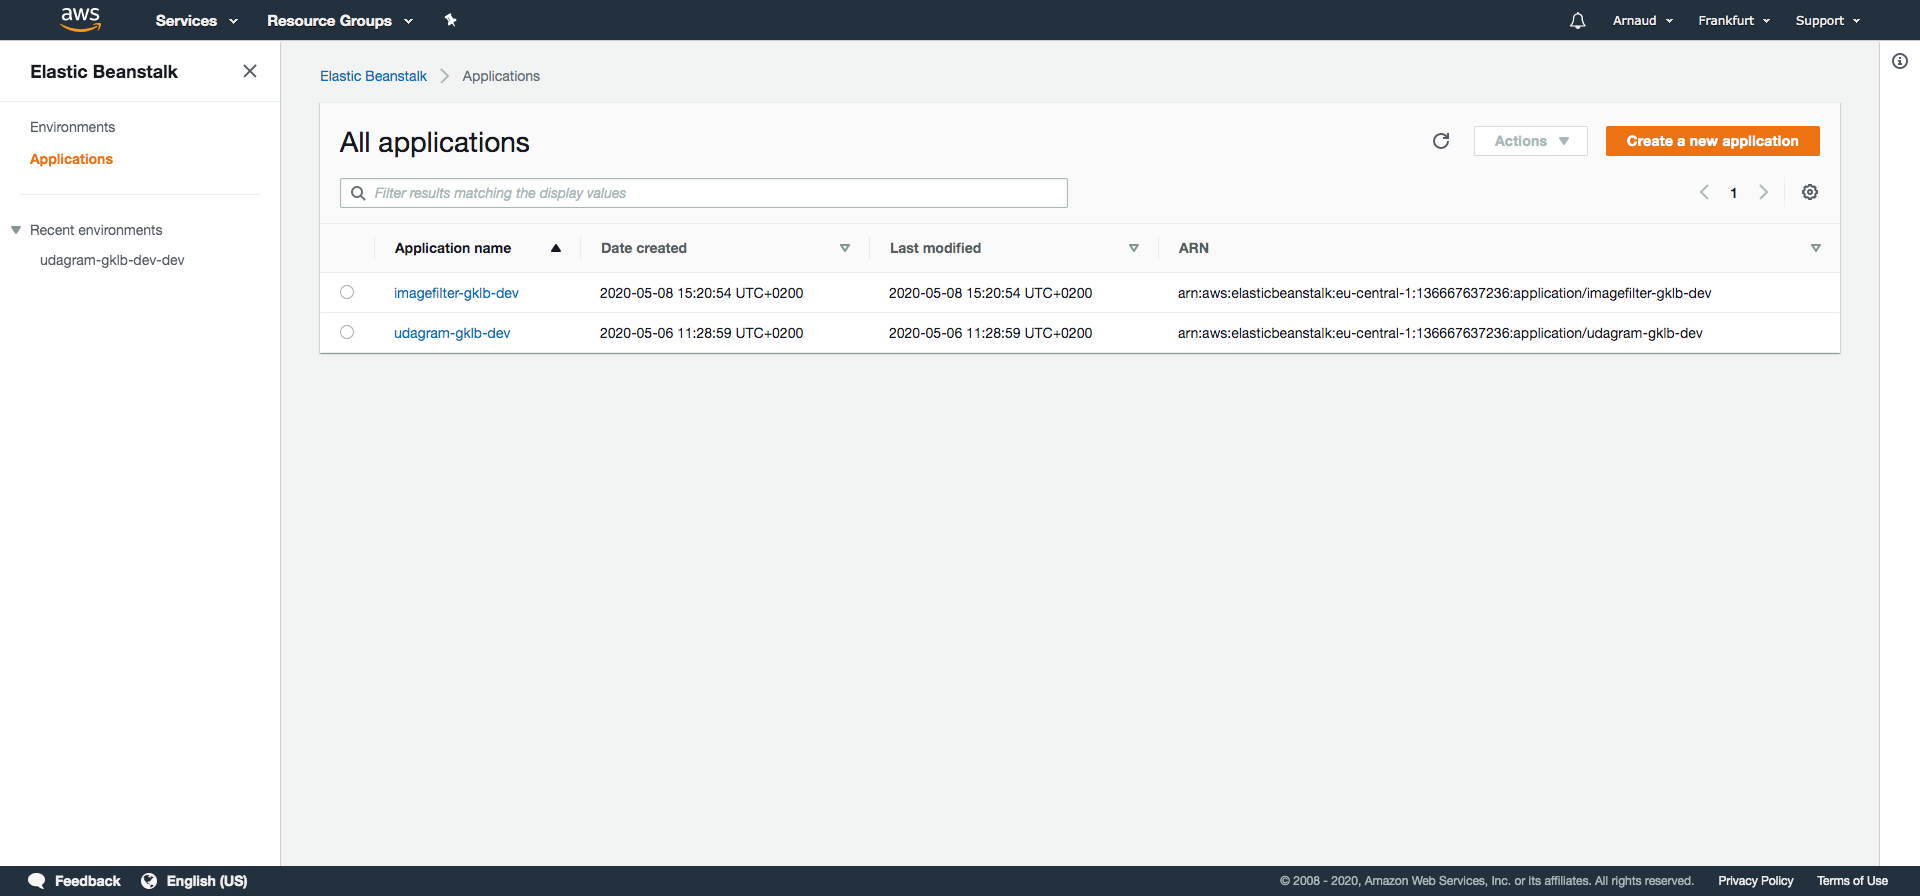 aws Services Resource Groups Arnaud Frankfurt Support
Elastic Beanstalk
Environments
Applications
Recent environments
udagram-gklb-dev-dev
Elastic Beanstalk Applications
All applications
Actions Create a new application
Filter results matching the display values
1
Application name Date created Last modified ARN
imagefilter-gklb-dev 2020-05-08 15:20:54 UTC+0200 2020-05-08 15:20:54 UTC+0200 arn:aws:elasticbeanstalk:eu-central-1:136667637236:application/imagefilter-gklb-dev
udagram-gklb-dev 2020-05-06 11:28:59 UTC+0200 2020-05-06 11:28:59 UTC+0200 arn:aws:elasticbeanstalk:eu-central-1:136667637236:application/udagram-gklb-dev
Feedback English (US) © 2008 - 2020, Amazon Web Services, Inc. or its affiliates. All rights reserved. Privacy Policy Terms of Use